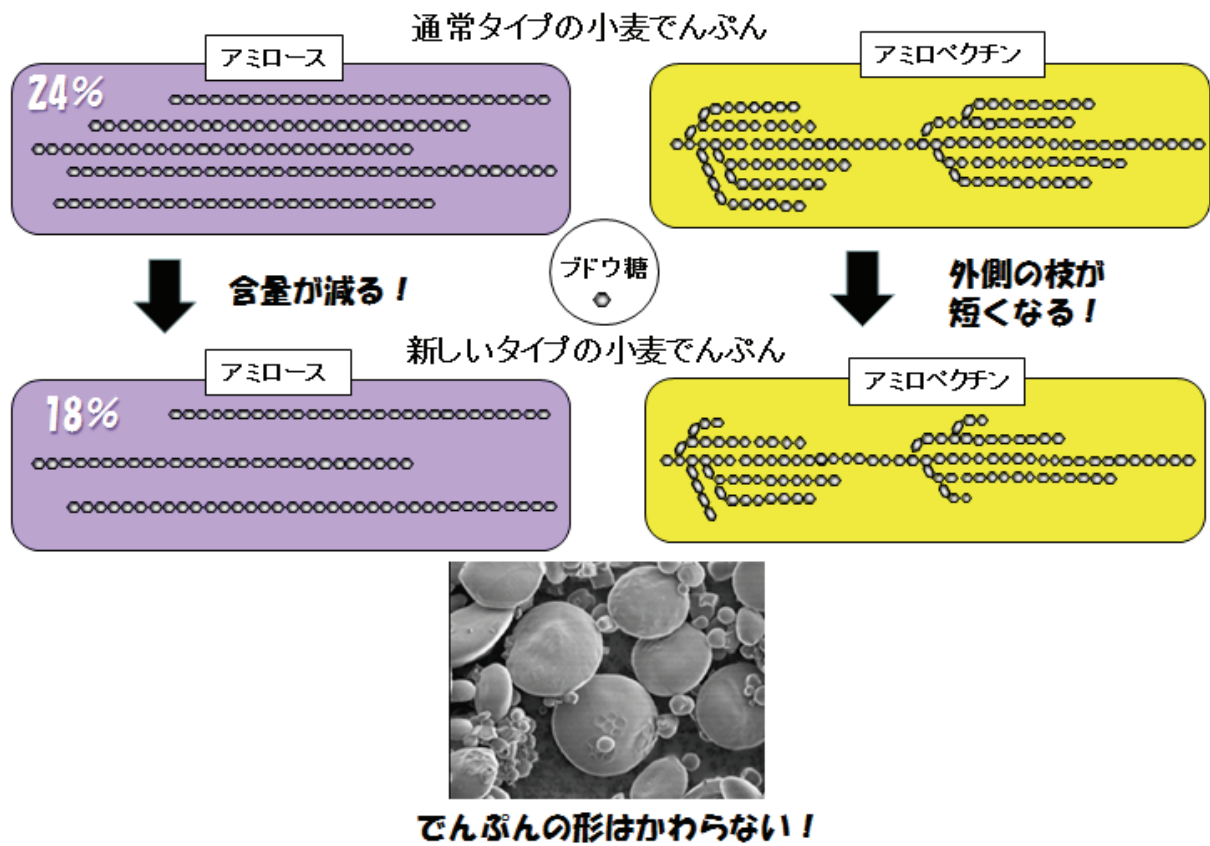 通常タイプの小麦でんぷん
アミロース
アミロペクチン
24%
ブドウ糖
含量が減る！
外側の枝が
短くなる！
新しいタイプの小麦でんぷん
アミロース
アミロペクチン
18%
でんぷんの形はかわらない！